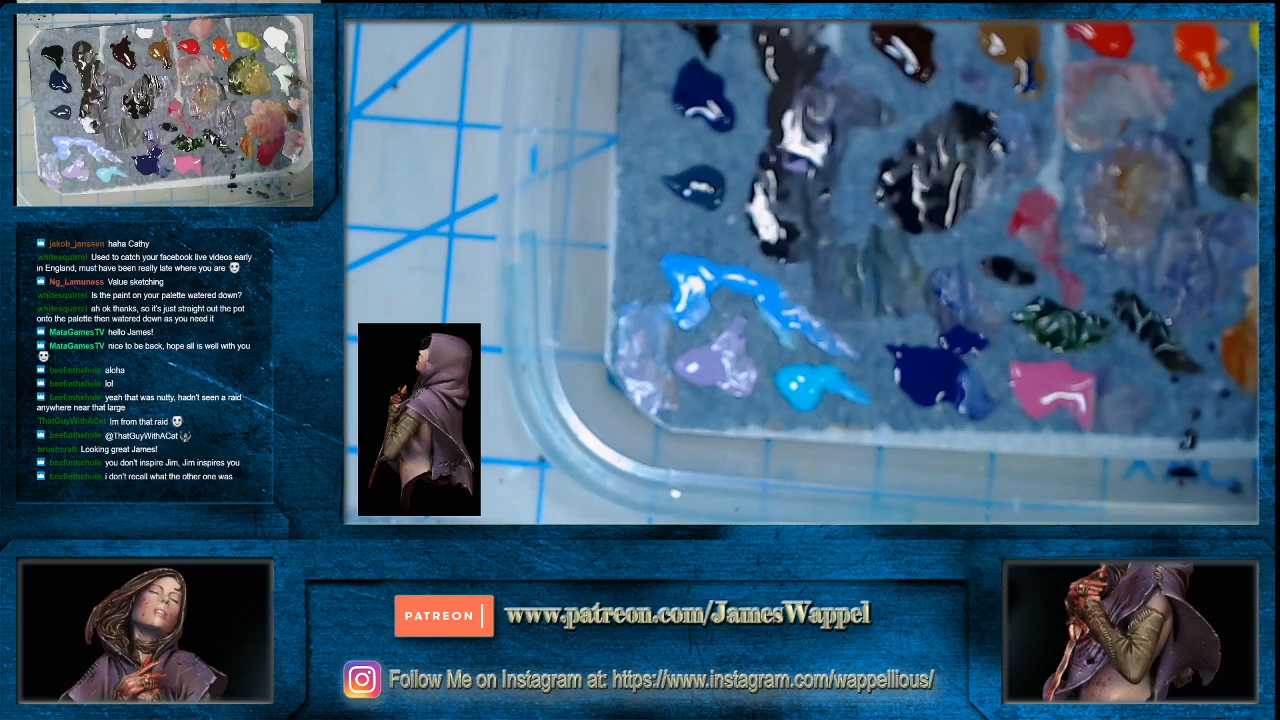 jakob_janssen haha Cathy
whitesquirrel Used to catch your facebook live videos early
in England, must have been really late where you are
Ng_Lamuness Value sketching
whitesquirrel Is the paint on your palette watered down?
whitesquirrel ah ok thanks, so it's just straight out the pot
onto the palette then watered down as you need it
MataGamesTV hello James!
MataGamesTV nice to be back, hope all is well with you
beefinthehole aloha
beefinthehole lol
beefinthehole yeah that was nutty, hadn't seen a raid
anywhere near that large
ThatGuyWithACat Im from that raid
beefinthehole @ThatGuyWithACat
brushcraft Looking great James!
beefinthehole you don't inspire Jim, Jim inspires you
beefinthehole i don't recall what the other one was
PATREON www.patreon.com/JamesWappel
Follow Me on Instagram at: https://www.instagram.com/wappellious/